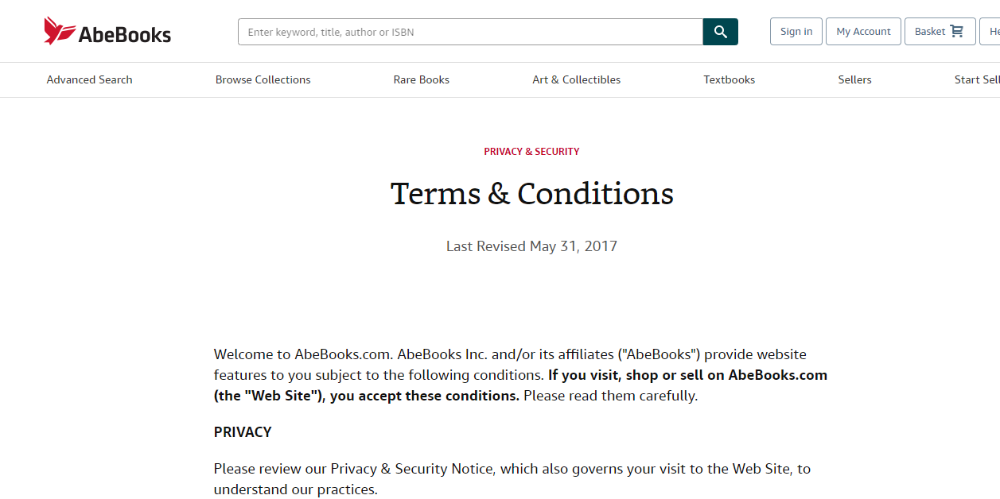 AbeBooks
Enter keyword, title, author or ISBN
Sign in
My Account
Basket
He
Advanced Search
Browse Collections
Rare Books
Art & Collectibles
Textbooks
Sellers
Start Sell
PRIVACY & SECURITY
Terms & Conditions
Last Revised May 31, 2017
Welcome to AbeBooks.com. AbeBooks Inc. and/or its affiliates ("AbeBooks") provide website
features to you subject to the following conditions. If you visit, shop or sell on AbeBooks.com
(the "Web Site"), you accept these conditions. Please read them carefully.
PRIVACY
Please review our Privacy & Security Notice, which also governs your visit to the Web Site, to
understand our practices.